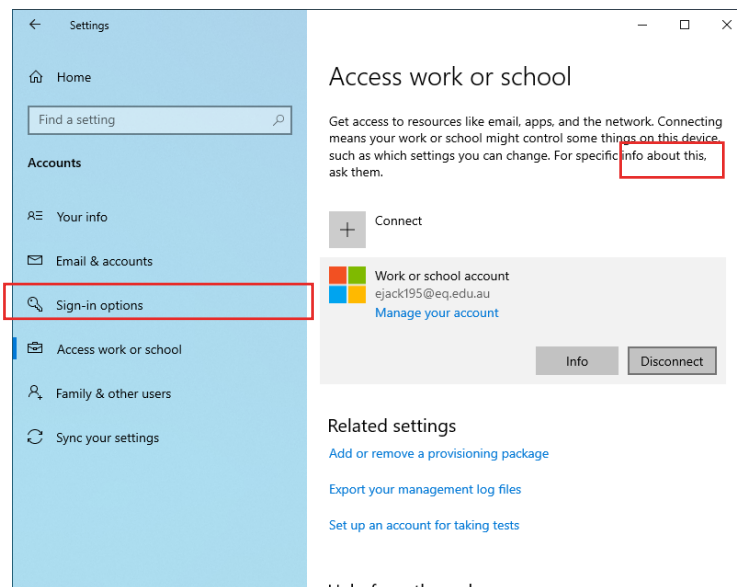 Settings
Home
Find a setting
Accounts
Your info
Email & accounts
Sign-in options
Access work or school
Family & other users
Sync your settings
Access work or school
Get access to resources like email, apps, and the network. Connecting
means your work or school might control some things on this device,
such as which settings you can change. For specific info about this,
ask them.
Connect
Work or school account
ejack195@eq.edu.au
Manage your account
Info
Disconnect
Related settings
Add or remove a provisioning package
Export your management log files
Set up an account for taking tests